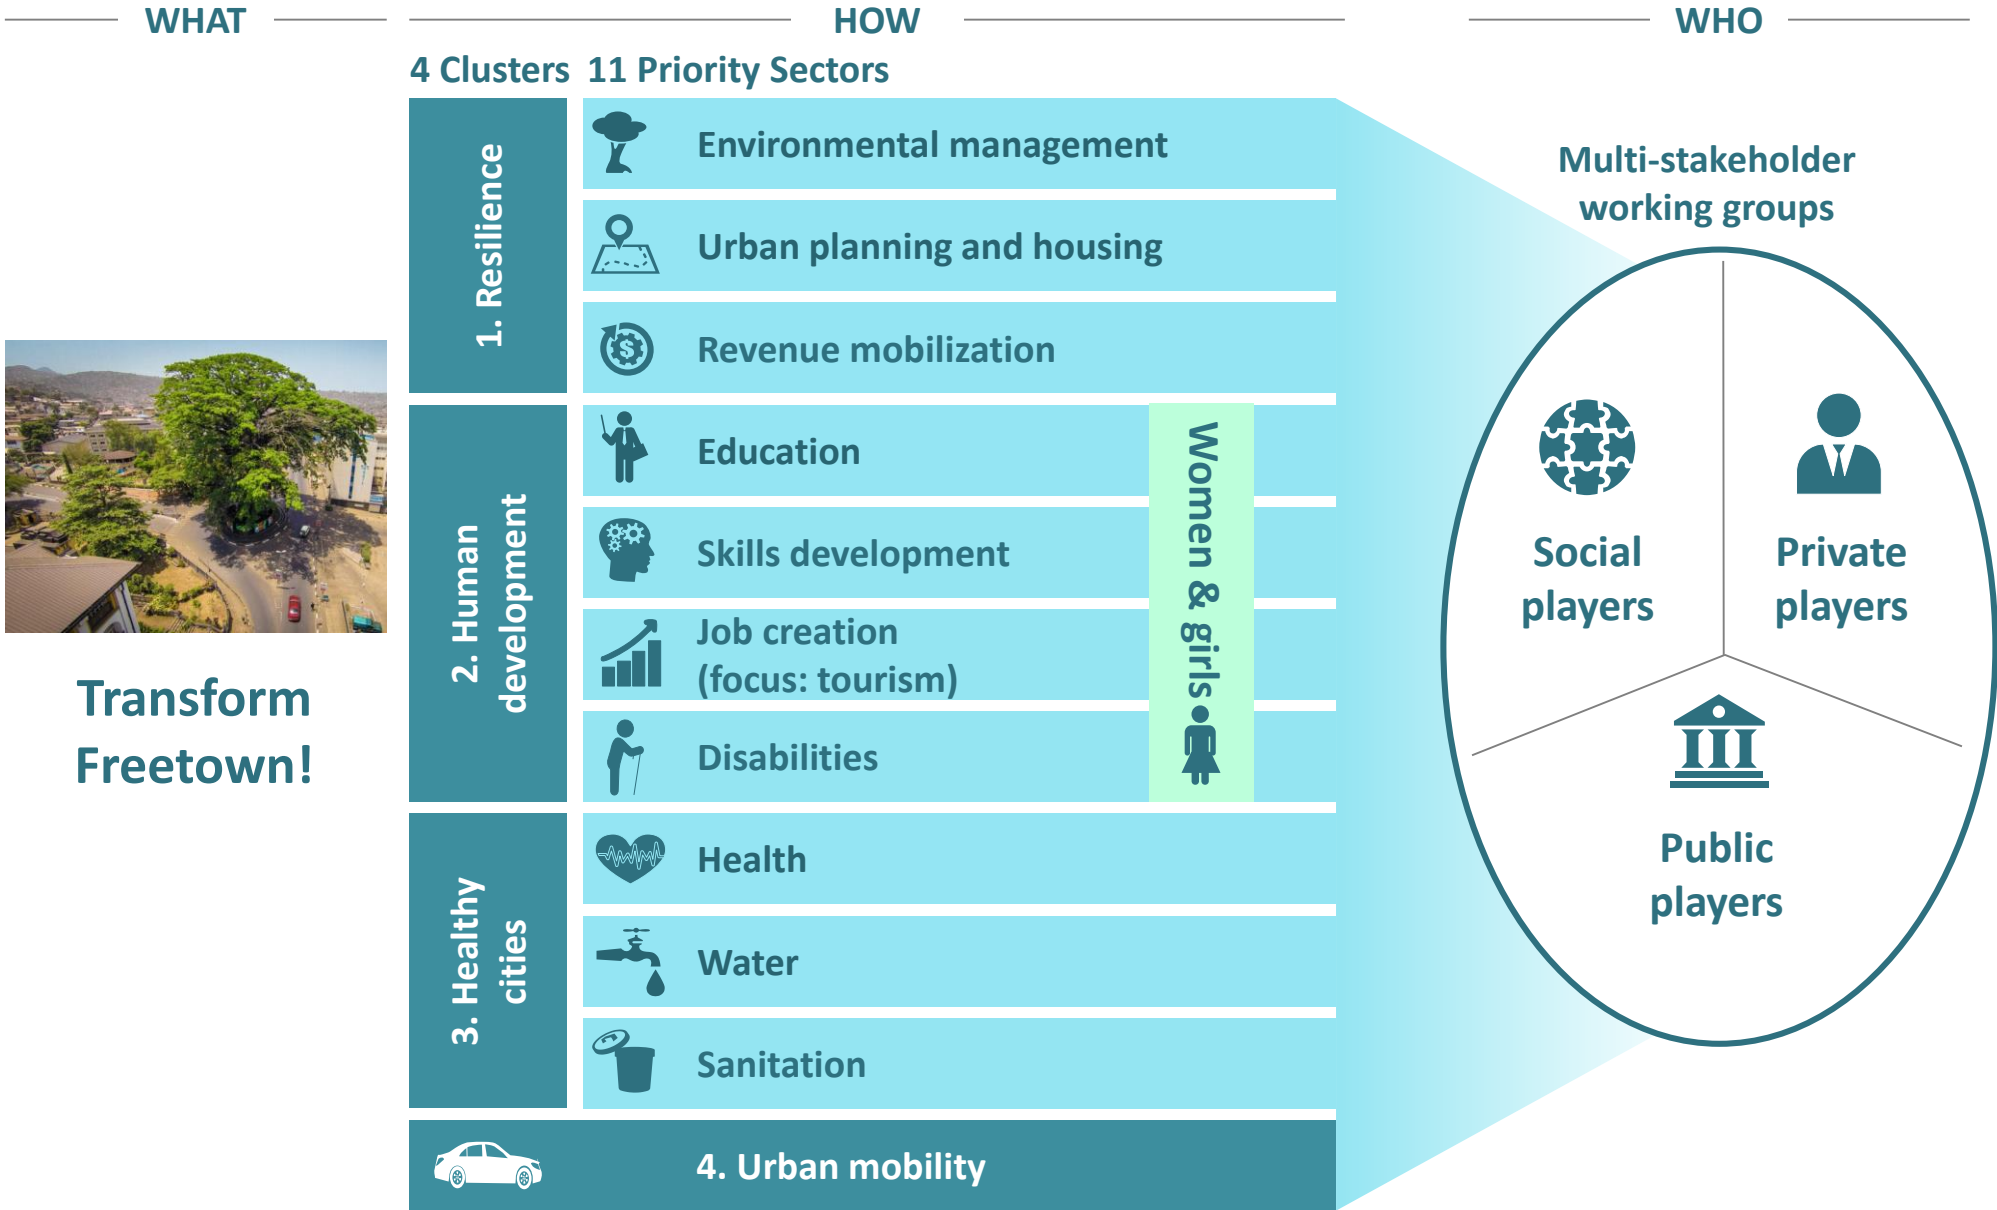 WHAT
HOW
WHO
4 Clusters
11 Priority Sectors
1. Resilience
Environmental management
Urban planning and housing
Revenue mobilization
2. Human
development
Education
Skills development
Job creation
(focus: tourism)
Disabilities
Women & girls
3. Healthy
cities
Health
Water
Sanitation
4. Urban mobility
Transform
Freetown!
Multi-stakeholder
working groups
Social
players
Private
players
Public
players